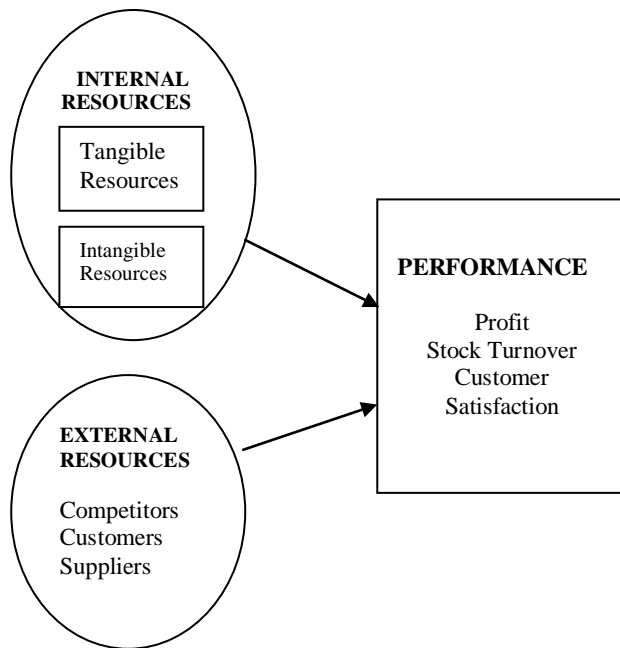 INTERNAL
RESOURCES
Tangible
Resources
Intangible
Resources
EXTERNAL
RESOURCES
Competitors
Customers
Suppliers
PERFORMANCE
Profit
Stock Turnover
Customer
Satisfaction